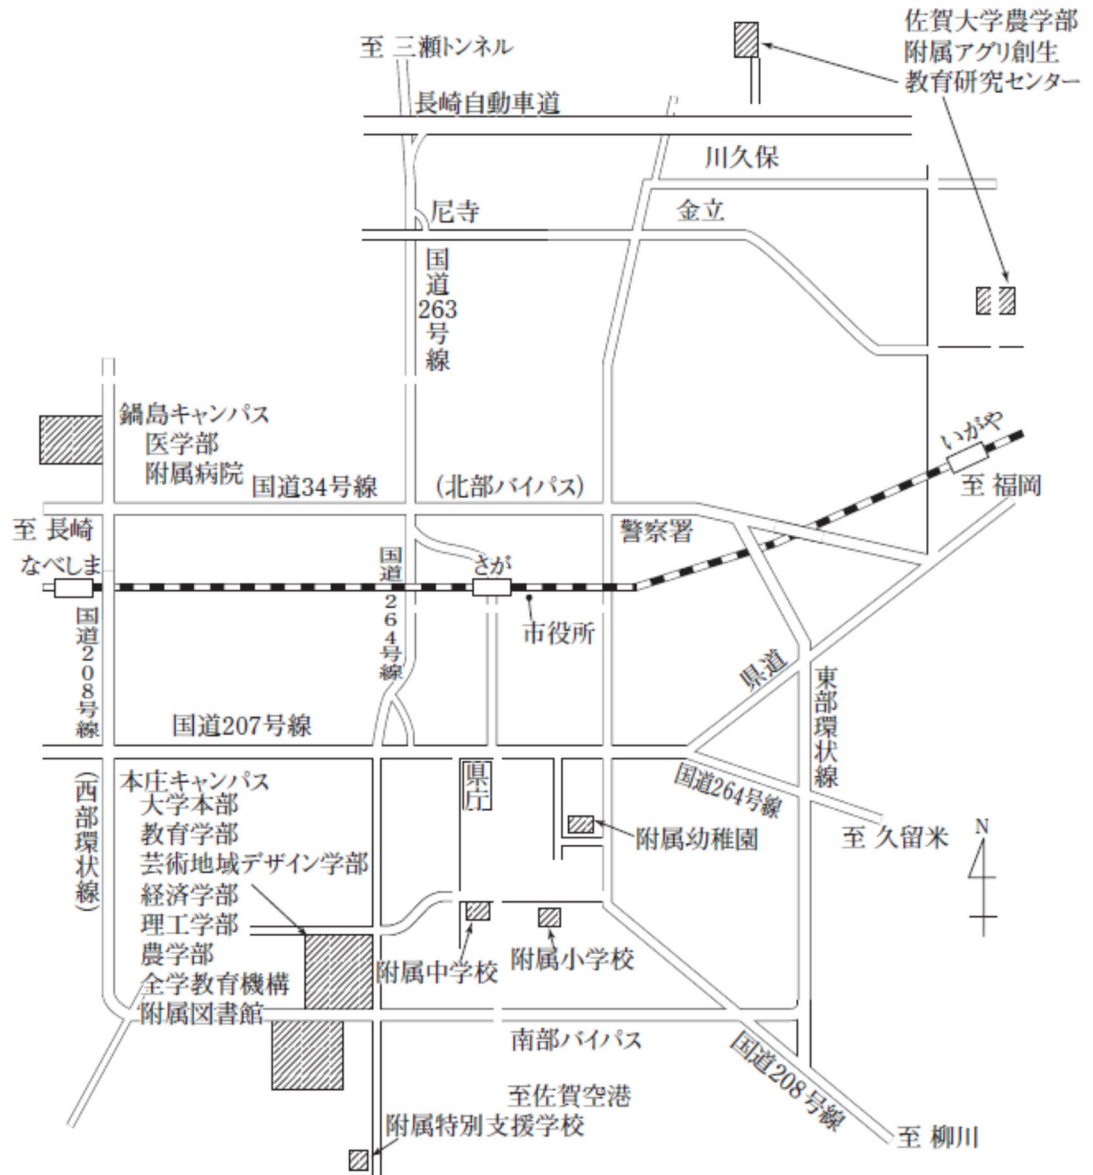 佐賀大学農学部
附属アグリ創生
教育研究センター
至 三瀬トンネル
長崎自動車道
川久保
尼寺
金立
国道263号線
鍋島キャンパス
医学部
附属病院
国道34号線
(北部バイパス)
いがや
至 福岡
至 長崎
警察署
なべしま
さが
国道264号線
市役所
国道208号線
県道
東部環状線
国道207号線
県庁
国道264号線
(西部環状線)
本庄キャンパス
大学本部
教育学部
芸術地域デザイン学部
経済学部
理工学部
農学部
全学教育機構
附属図書館
附属幼稚園
至 久留米
N
附属中学校
附属小学校
南部バイパス
国道208号線
至佐賀空港
附属特別支援学校
至 柳川